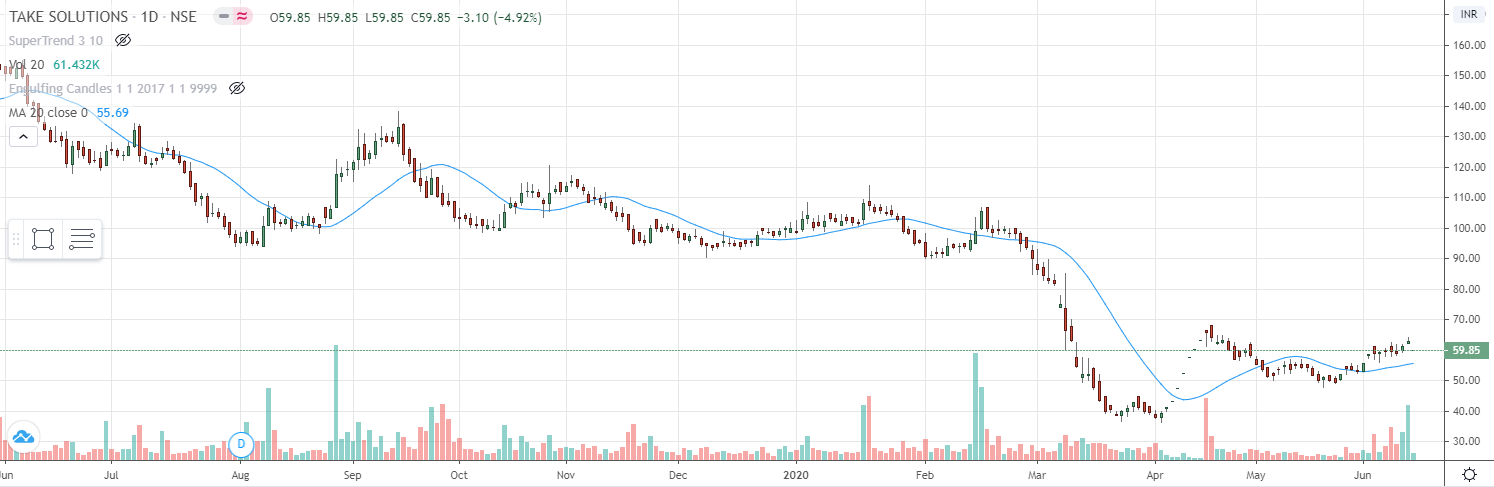 TAKE SOLUTIONS · 1D · NSE O59.85 H59.85 L59.85 C59.85 −3.10 (−4.92%)
INR
SuperTrend 3 10
Vol 20 61.432K
Engulfing Candles 1 1 2017 1 1 9999
MA 20 close 0 55.69
160.00
150.00
140.00
130.00
120.00
110.00
100.00
90.00
80.00
70.00
59.85
50.00
40.00
30.00
D
Jun Jul Aug Sep Oct Nov Dec 2020 Feb Mar Apr May Jun